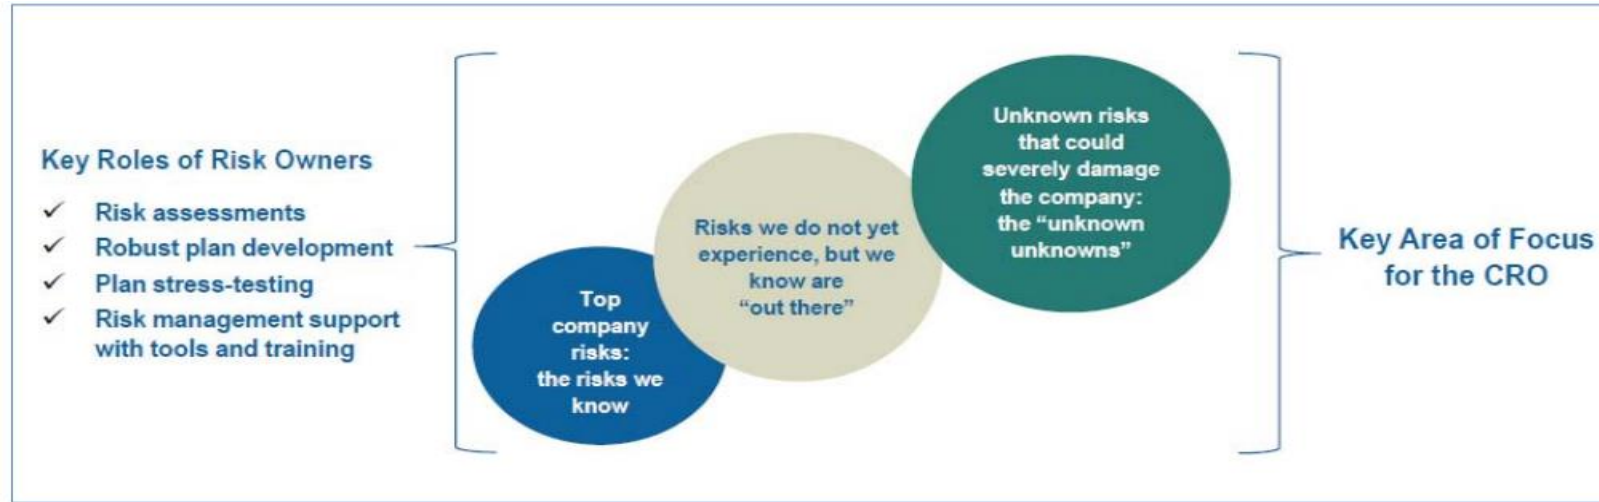 Key Roles of Risk Owners
✓ Risk assessments
✓ Robust plan development
✓ Plan stress-testing
✓ Risk management support
with tools and training
Top
company
risks:
the risks we
know
Risks we do not yet
experience, but we
know are
“out there”
Unknown risks
that could
severely damage
the company:
the “unknown
unknowns”
Key Area of Focus
for the CRO